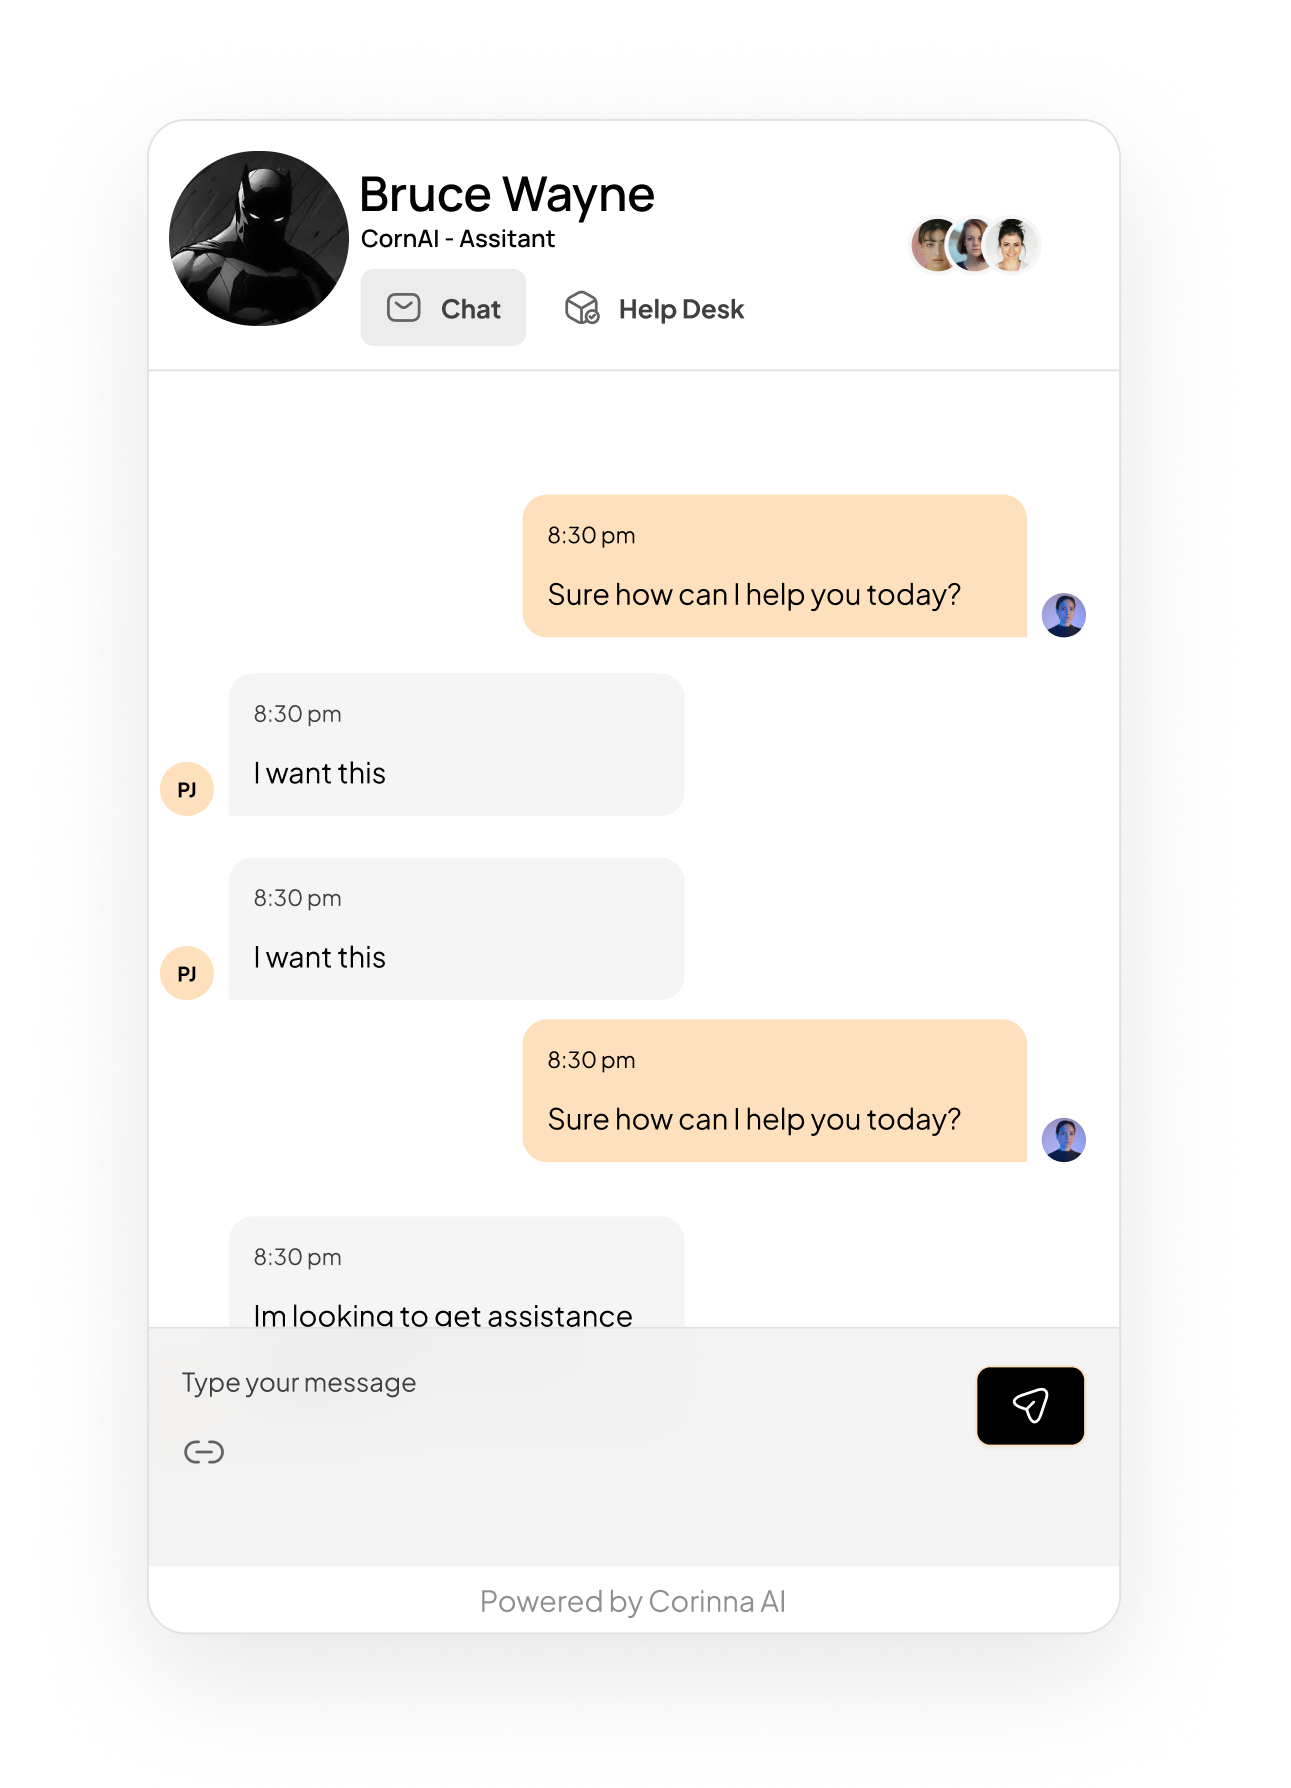 Bruce Wayne
CornAI - Assitant
Chat
Help Desk
8:30 pm
Sure how can I help you today?
8:30 pm
I want this
PJ
8:30 pm
I want this
PJ
8:30 pm
Sure how can I help you today?
8:30 pm
Im looking to get assistance
Type your message
Powered by Corinna AI